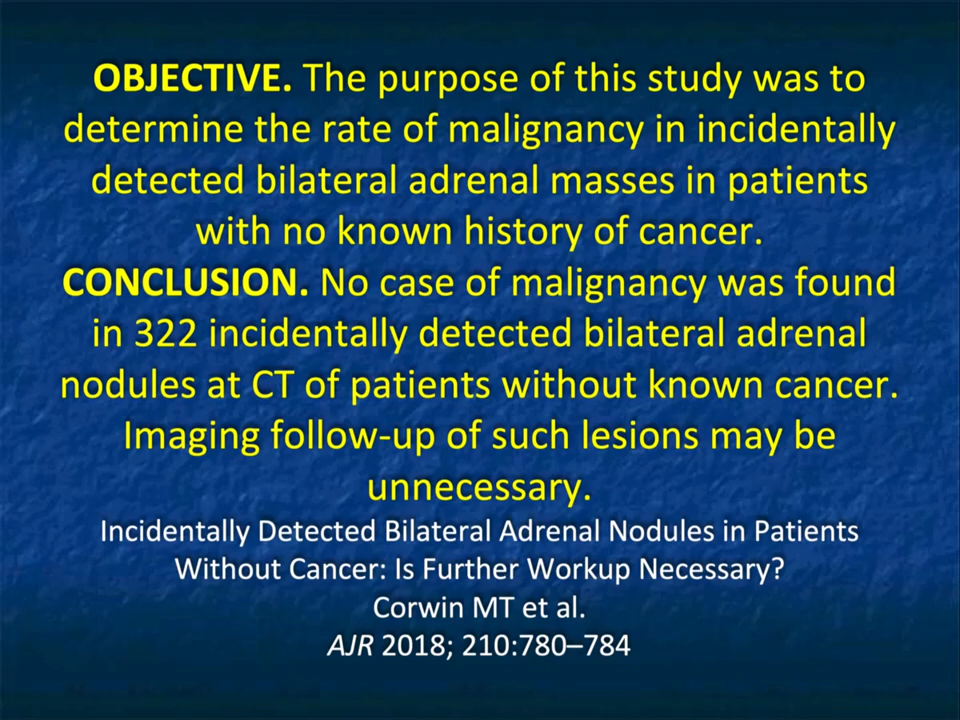 OBJECTIVE. The purpose of this study was to
determine the rate of malignancy in incidentally
detected bilateral adrenal masses in patients
with no known history of cancer.
CONCLUSION. No case of malignancy was found
in 322 incidentally detected bilateral adrenal
nodules at CT of patients without known cancer.
Imaging follow-up of such lesions may be
unnecessary.
Incidentally Detected Bilateral Adrenal Nodules in Patients
Without Cancer: Is Further Workup Necessary?
Corwin MT et al.
AJR 2018; 210:780–784